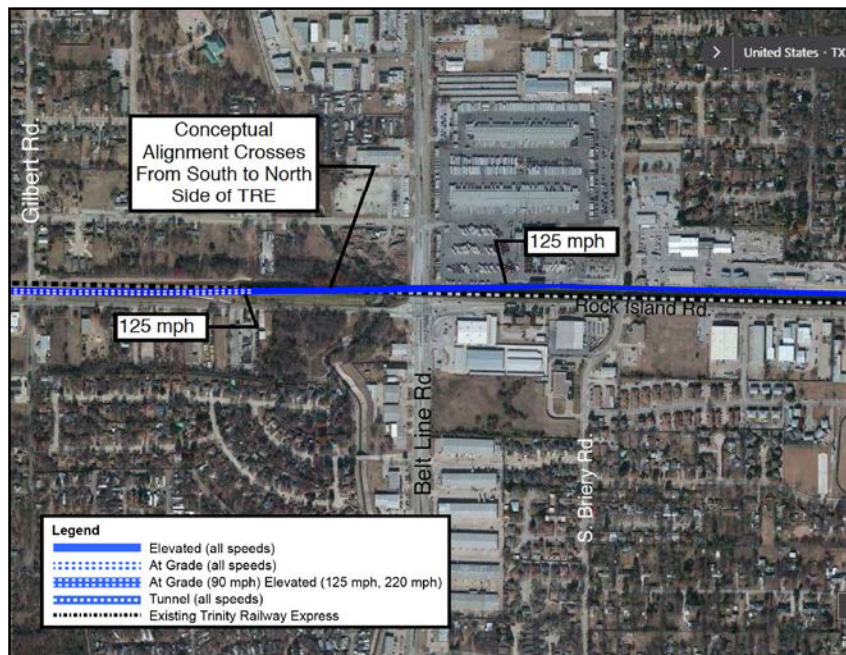 United States · TX
Conceptual
Alignment Crosses
From South to North
Side of TRE
Gilbert Rd.
125 mph
125 mph
Rock Island Rd.
Belt Line Rd.
S. Briery Rd.
Legend
Elevated (all speeds)
At Grade (all speeds)
At Grade (90 mph) Elevated (125 mph, 220 mph)
Tunnel (all speeds)
Existing Trinity Railway Express